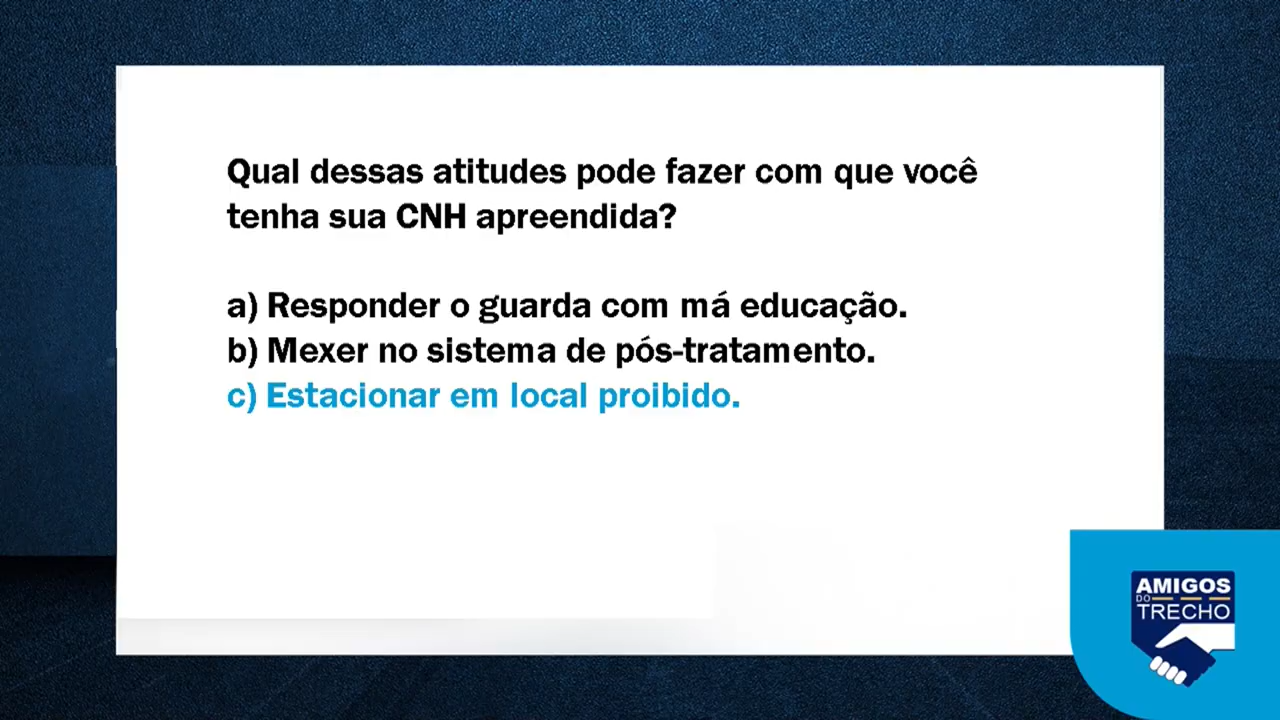 Qual dessas atitudes pode fazer com que você
tenha sua CNH apreendida?
a) Responder o guarda com má educação.
b) Mexer no sistema de pós-tratamento.
c) Estacionar em local proibido.
AMIGOS
DO
TRECHO